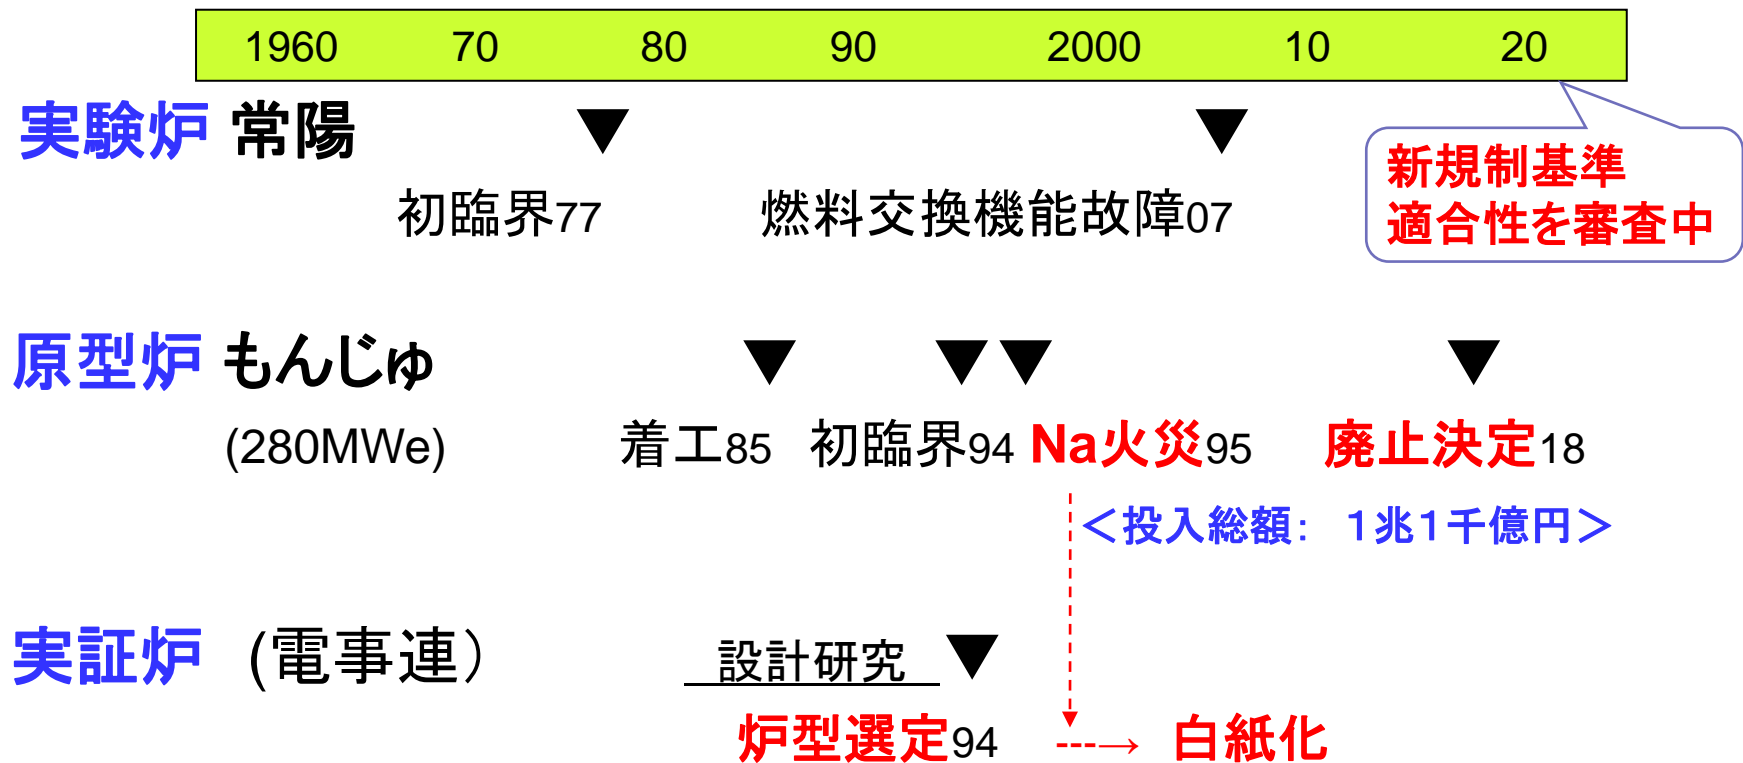 1960 70 80 90 2000 10 20
実験炉 常陽
初臨界77 燃料交換機能故障07
新規制基準
適合性を審査中
原型炉 もんじゅ
(280MWe) 着工85 初臨界94 Na火災95 廃止決定18
＜投入総額： １兆１千億円＞
実証炉 (電事連） 設計研究
炉型選定94 ---→ 白紙化